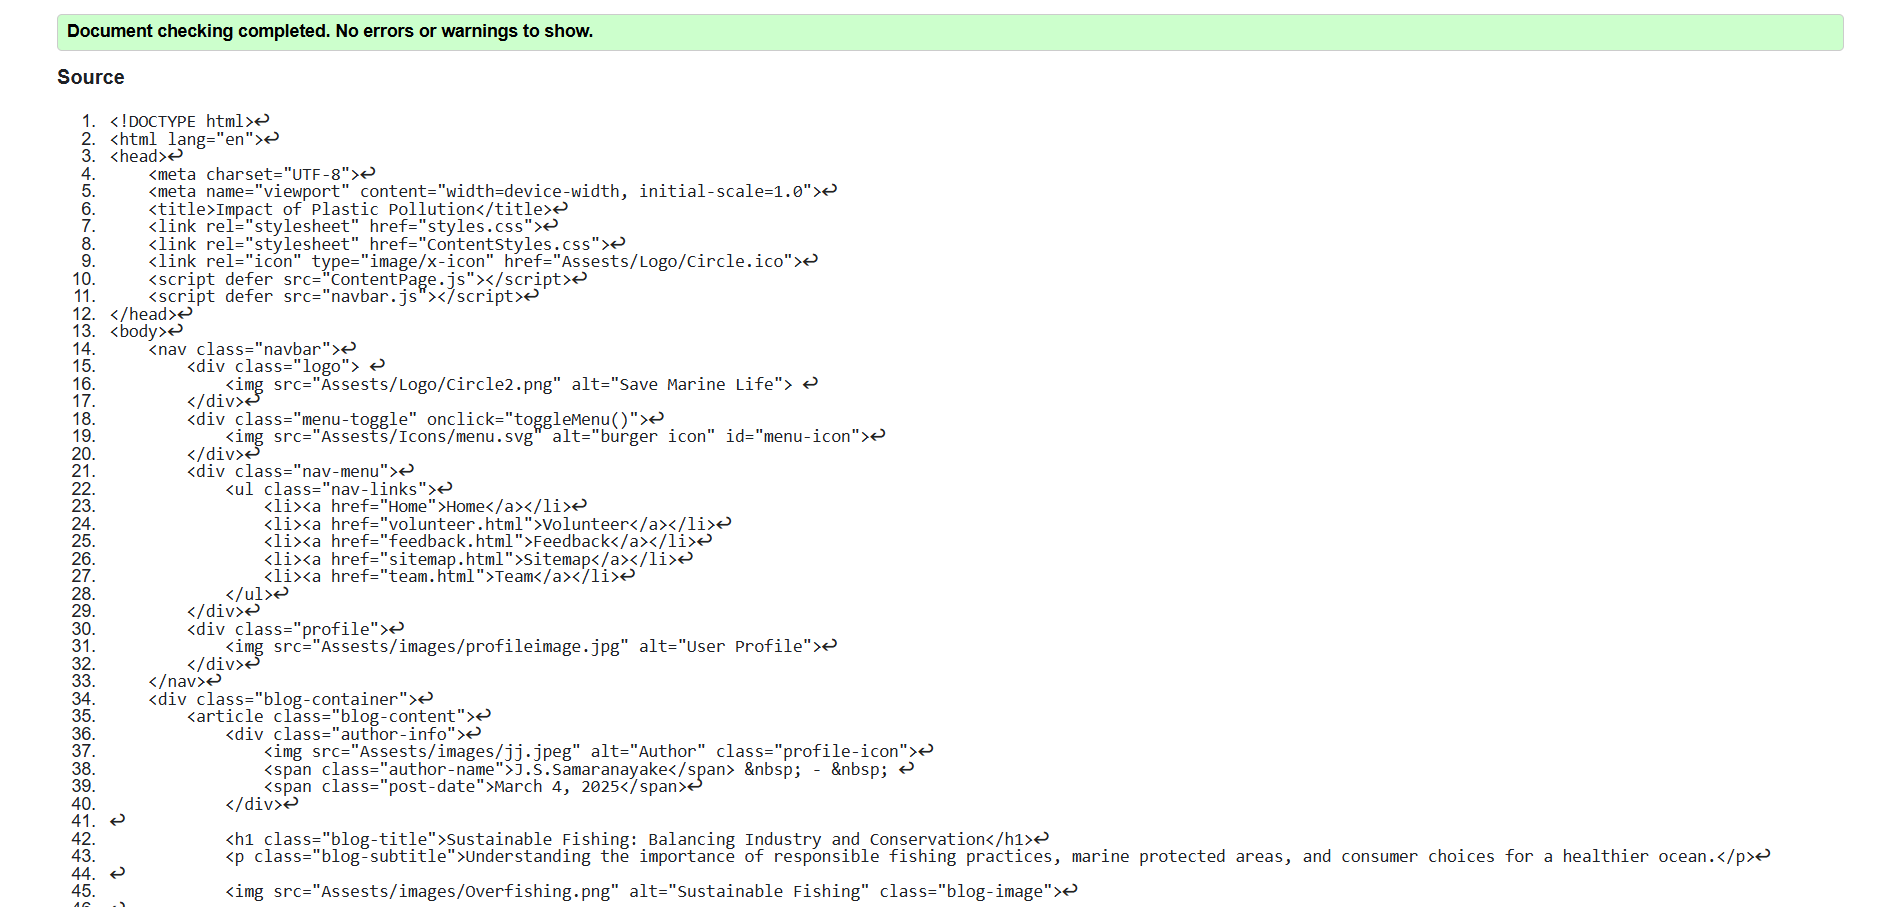 Document checking completed. No errors or warnings to show.
Source
1. <!DOCTYPE html>↩
2. <html lang="en">↩
3. <head>↩
4.     <meta charset="UTF-8">↩
5.     <meta name="viewport" content="width=device-width, initial-scale=1.0">↩
6.     <title>Impact of Plastic Pollution</title>↩
7.     <link rel="stylesheet" href="styles.css">↩
8.     <link rel="stylesheet" href="ContentStyles.css">↩
9.     <link rel="icon" type="image/x-icon" href="Assests/Logo/Circle.ico">↩
10.     <script defer src="ContentPage.js"></script>↩
11.     <script defer src="navbar.js"></script>↩
12. </head>↩
13. <body>↩
14.     <nav class="navbar">↩
15.         <div class="logo"> ↩
16.             <img src="Assests/Logo/Circle2.png" alt="Save Marine Life"> ↩
17.         </div>↩
18.         <div class="menu-toggle" onclick="toggleMenu()">↩
19.             <img src="Assests/Icons/menu.svg" alt="burger icon" id="menu-icon">↩
20.         </div>↩
21.         <div class="nav-menu">↩
22.             <ul class="nav-links">↩
23.                 <li><a href="Home">Home</a></li>↩
24.                 <li><a href="volunteer.html">Volunteer</a></li>↩
25.                 <li><a href="feedback.html">Feedback</a></li>↩
26.                 <li><a href="sitemap.html">Sitemap</a></li>↩
27.                 <li><a href="team.html">Team</a></li>↩
28.             </ul>↩
29.         </div>↩
30.         <div class="profile">↩
31.             <img src="Assests/images/profileimage.jpg" alt="User Profile">↩
32.         </div>↩
33.     </nav>↩
34.     <div class="blog-container">↩
35.         <article class="blog-content">↩
36.             <div class="author-info">↩
37.                 <img src="Assests/images/jj.jpeg" alt="Author" class="profile-icon">↩
38.                 <span class="author-name">J.S.Samaranayake</span> &nbsp; - &nbsp; ↩
39.                 <span class="post-date">March 4, 2025</span>↩
40.             </div>↩
41. ↩
42.             <h1 class="blog-title">Sustainable Fishing: Balancing Industry and Conservation</h1>↩
43.             <p class="blog-subtitle">Understanding the importance of responsible fishing practices, marine protected areas, and consumer choices for a healthier ocean.</p>↩
44. ↩
45.             <img src="Assests/images/Overfishing.png" alt="Sustainable Fishing" class="blog-image">↩